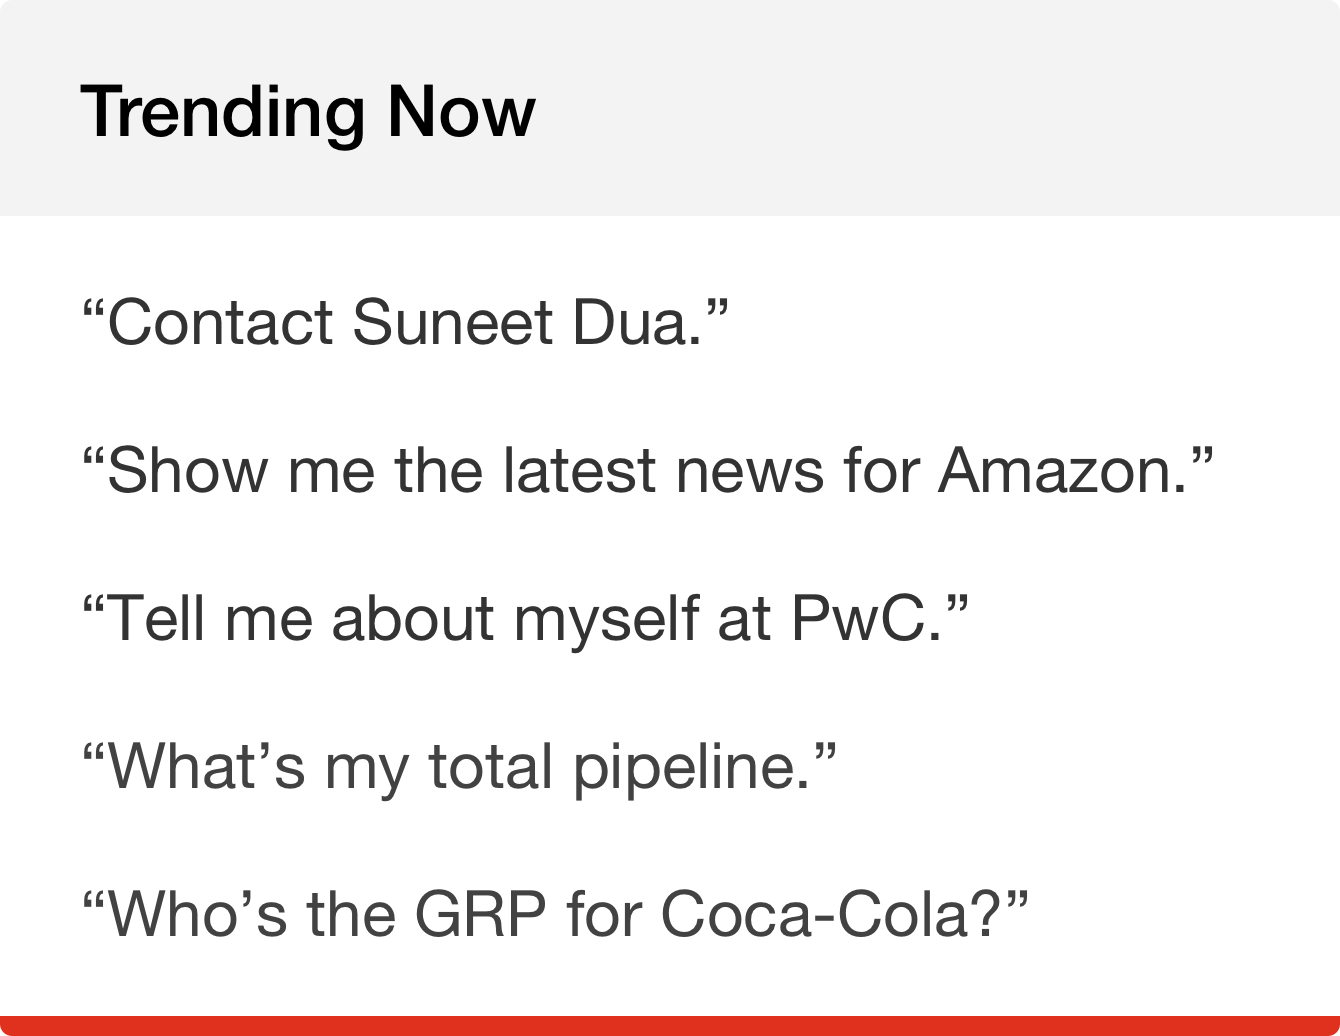 Trending Now
“Contact Suneet Dua.”
“Show me the latest news for Amazon.”
“Tell me about myself at PwC.”
“What’s my total pipeline.”
“Who’s the GRP for Coca-Cola?”